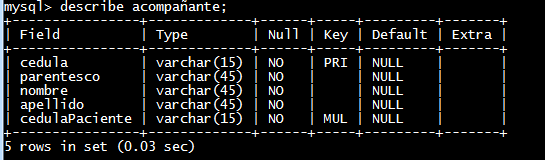 mysql> describe acompañante;
+----------------+-------------+------+-----+---------+-------+
| Field          | Type        | Null | Key | Default | Extra |
+----------------+-------------+------+-----+---------+-------+
| cedula         | varchar(15) | NO   | PRI | NULL    |       |
| parentesco     | varchar(45) | NO   |     | NULL    |       |
| nombre         | varchar(45) | NO   |     | NULL    |       |
| apellido       | varchar(45) | NO   |     | NULL    |       |
| cedulaPaciente | varchar(15) | NO   | MUL | NULL    |       |
+----------------+-------------+------+-----+---------+-------+
5 rows in set (0.03 sec)